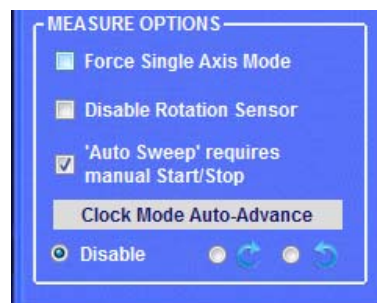 MEASURE OPTIONS
Force Single Axis Mode
Disable Rotation Sensor
'Auto Sweep' requires
manual Start/Stop
Clock Mode Auto-Advance
Disable